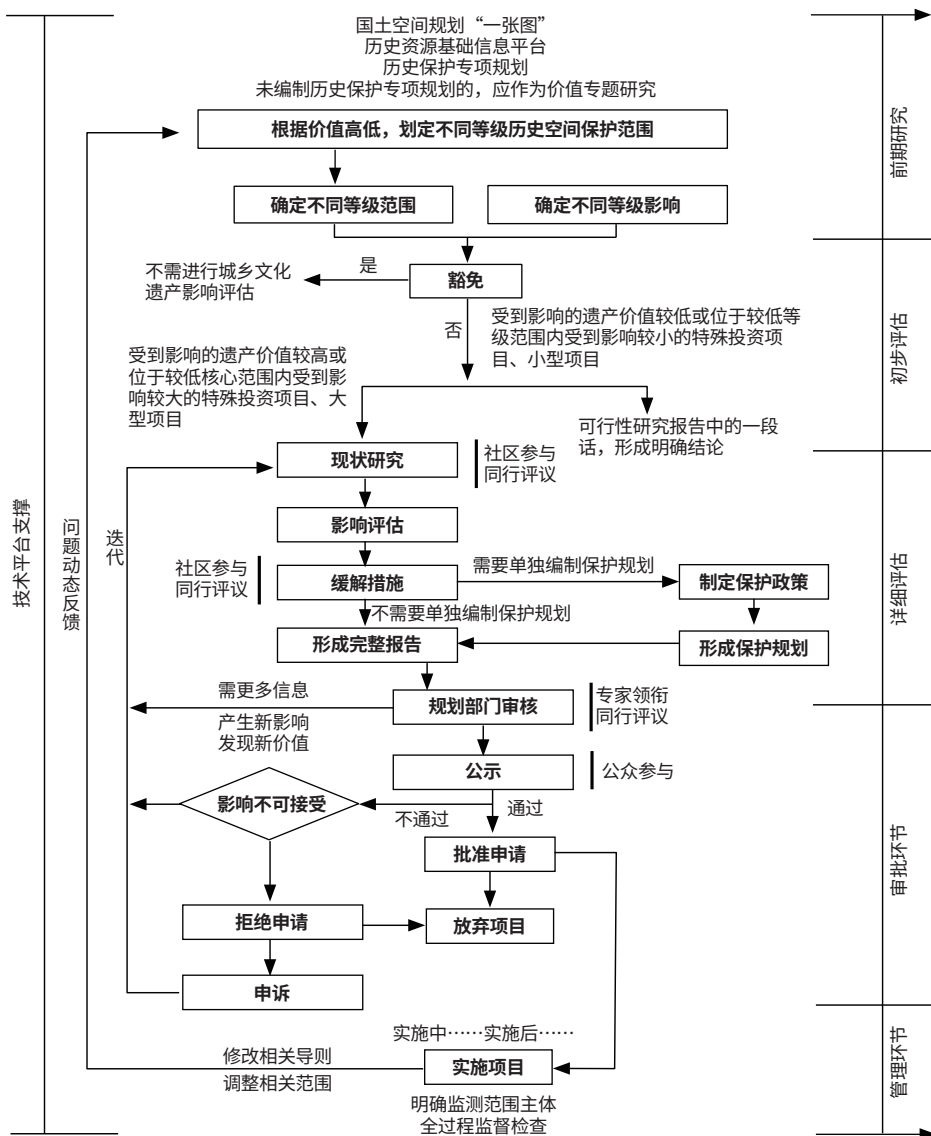 国土空间规划“一张图”
历史资源基础信息平台
历史保护专项规划
未编制历史保护专项规划的，应作为价值专题研究
根据价值高低，划定不同等级历史空间保护范围
确定不同等级范围
确定不同等级影响
前期研究
豁免
是
不需进行城乡文化
遗产影响评估
否
受到影响的遗产价值较低或位于较低等
级范围内受到影响较小的特殊投资项
目、小型项目
受到影响的遗产价值较高或
位于较低核心范围内受到影
响较大的特殊投资项目、大
型项目
可行性研究报告中的一段
话，形成明确结论
初步评估
现状研究
社区参与
同行评议
影响评估
社区参与
同行评议
缓解措施
需要单独编制保护规划
制定保护政策
不需要单独编制保护规划
形成完整报告
形成保护规划
详细评估
技术平台支撑
问题动态反馈
迭代
需更多信息
产生新影响
发现新价值
规划部门审核
专家领衔
同行评议
公示
公众参与
影响不可接受
不通过
通过
批准申请
拒绝申请
放弃项目
申诉
审批环节
实施中……实施后……
修改相关导则
调整相关范围
实施项目
明确监测范围主体
全过程监督检查
管理环节